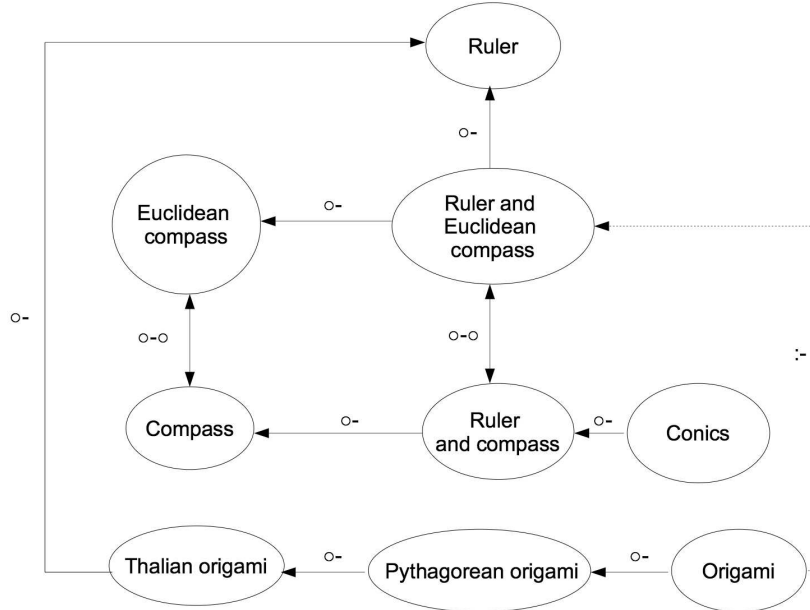 Ruler
○-
Euclidean
compass
○-
Ruler and
Euclidean
compass
○-
○-○
○-○
:-
Compass
○-
Ruler
and compass
○-
Conics
Thalian origami
○-
Pythagorean origami
○-
Origami